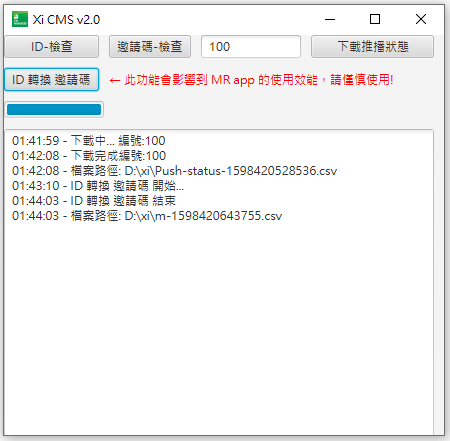 Xi CMS v2.0
ID-檢查 邀請碼-檢查 100 下載推播狀態
ID 轉換 邀請碼 ← 此功能會影響到 MR app 的使用效能，請僅慎使用!
01:41:59 - 下載中... 編號:100
01:42:08 - 下載完成編號:100
01:42:08 - 檔案路徑: D:\xi\Push-status-1598420528536.csv
01:43:10 - ID 轉換 邀請碼 開始...
01:44:03 - ID 轉換 邀請碼 結束
01:44:03 - 檔案路徑: D:\xi\m-1598420643755.csv